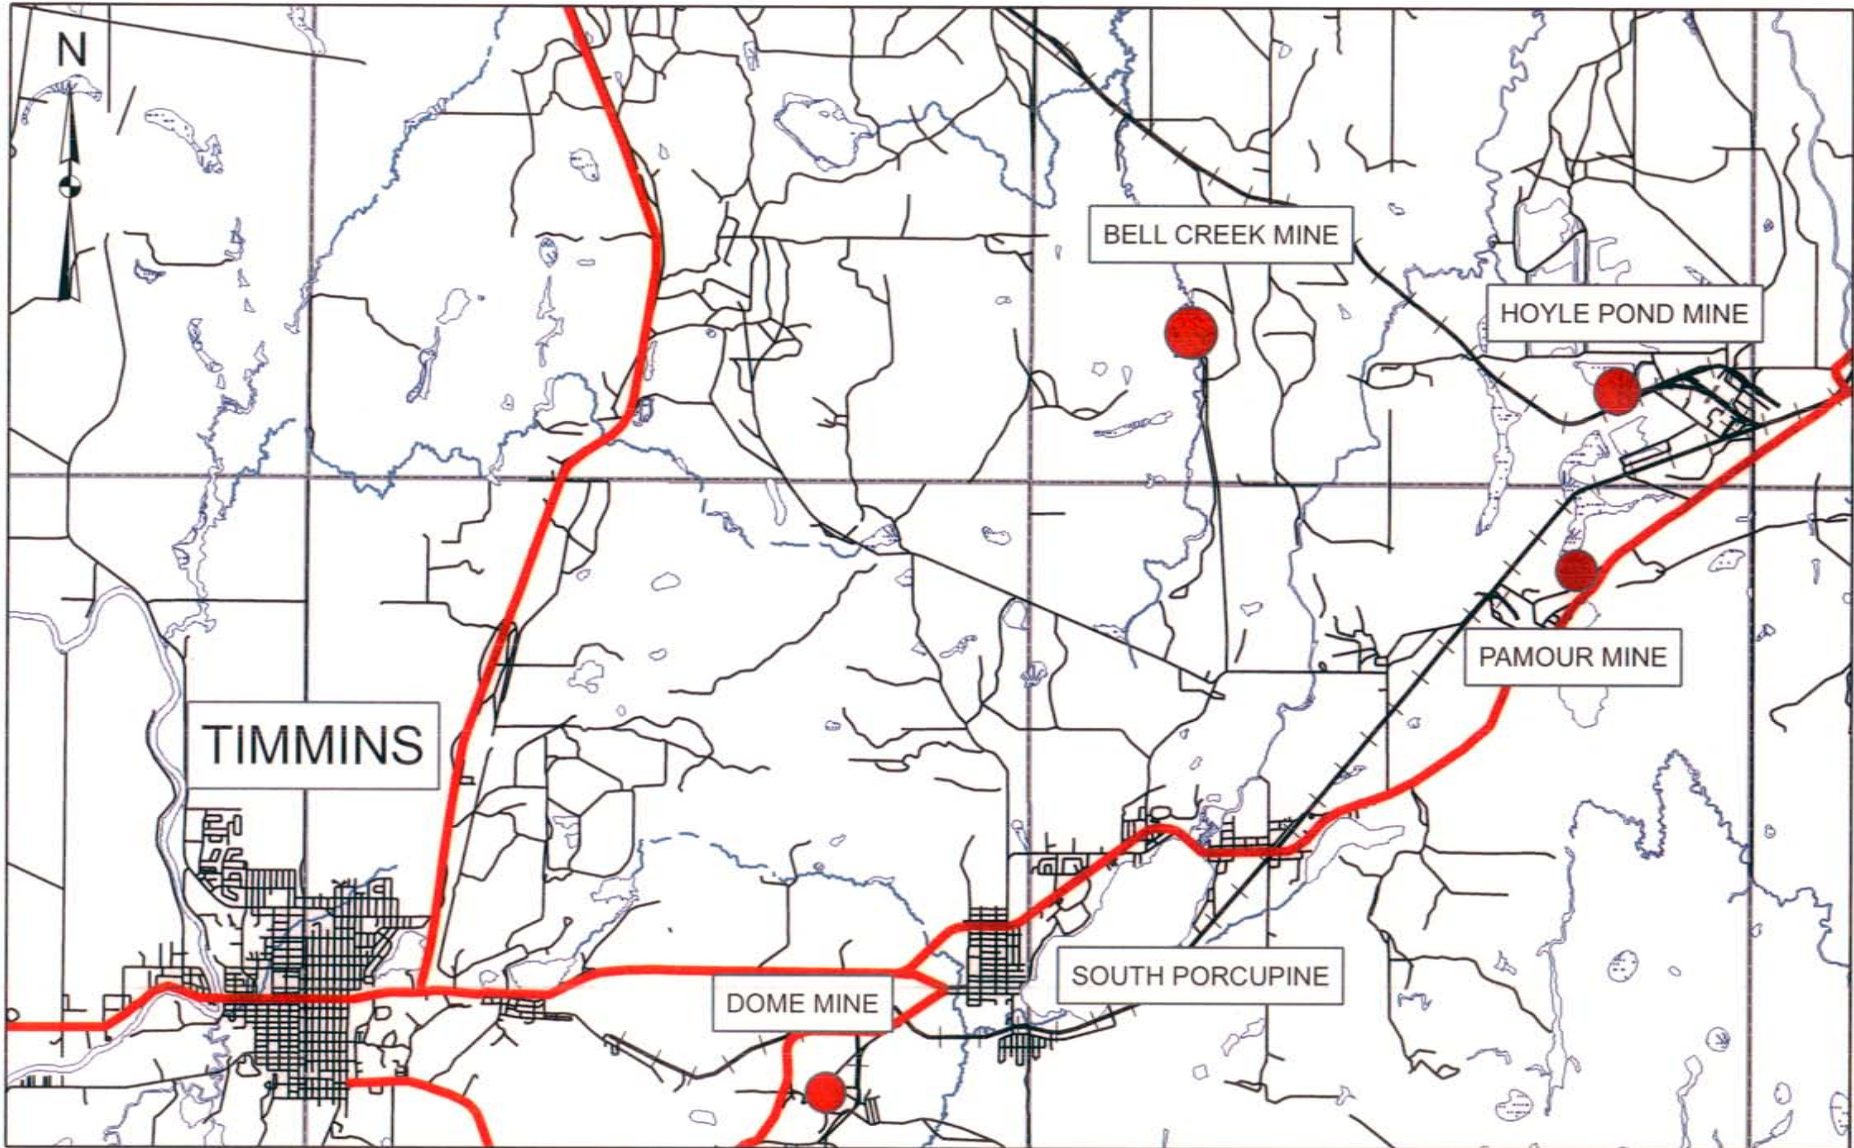 N
BELL CREEK MINE
HOYLE POND MINE
PAMOUR MINE
TIMMINS
SOUTH PORCUPINE
DOME MINE